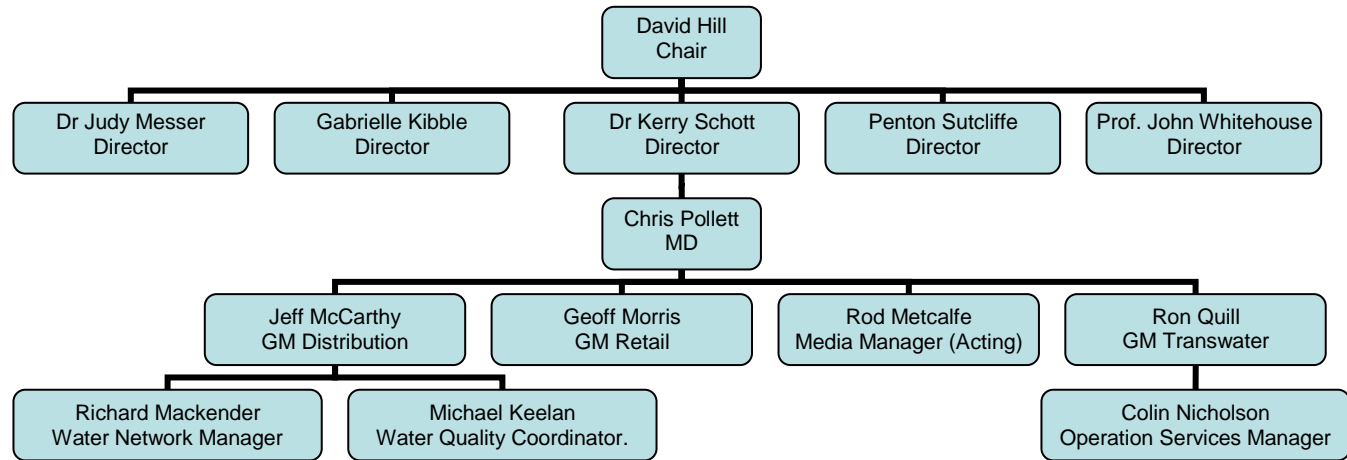 David Hill
Chair
Dr Judy Messer
Director
Gabrielle Kibble
Director
Dr Kerry Schott
Director
Penton Sutcliffe
Director
Prof. John Whitehouse
Director
Chris Pollett
MD
Jeff McCarthy
GM Distribution
Geoff Morris
GM Retail
Rod Metcalfe
Media Manager (Acting)
Ron Quill
GM Transwater
Richard Mackender
Water Network Manager
Michael Keelan
Water Quality Coordinator.
Colin Nicholson
Operation Services Manager